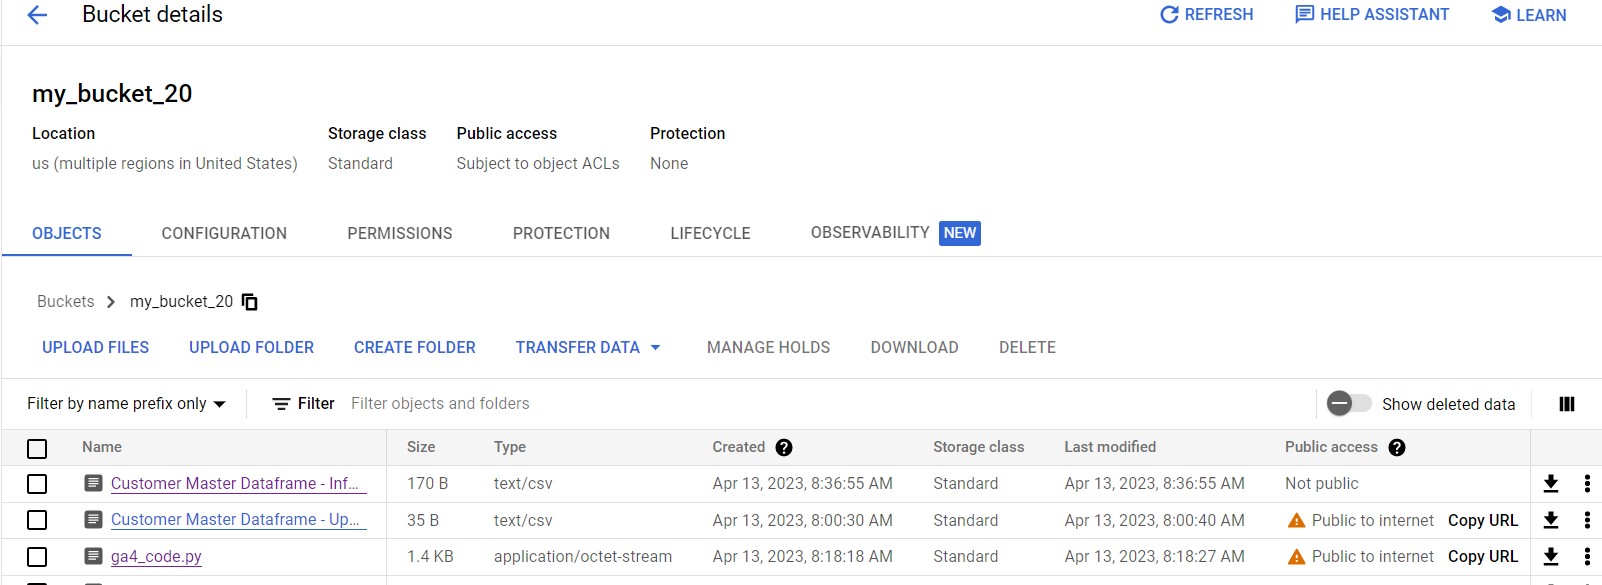 Bucket details REFRESH HELP ASSISTANT LEARN
my_bucket_20
Location Storage class Public access Protection
us (multiple regions in United States) Standard Subject to object ACLs None
OBJECTS CONFIGURATION PERMISSIONS PROTECTION LIFECYCLE OBSERVABILITY NEW
Buckets my_bucket_20
UPLOAD FILES UPLOAD FOLDER CREATE FOLDER TRANSFER DATA MANAGE HOLDS DOWNLOAD DELETE
Filter by name prefix only Filter Filter objects and folders Show deleted data
Name Size Type Created ? Storage class Last modified Public access ?
Customer Master Dataframe - Inf... 170 B text/csv Apr 13, 2023, 8:36:55 AM Standard Apr 13, 2023, 8:36:55 AM Not public
Customer Master Dataframe - Up... 35 B text/csv Apr 13, 2023, 8:00:30 AM Standard Apr 13, 2023, 8:00:40 AM Public to internet Copy URL
ga4_code.py 1.4 KB application/octet-stream Apr 13, 2023, 8:18:18 AM Standard Apr 13, 2023, 8:18:27 AM Public to internet Copy URL